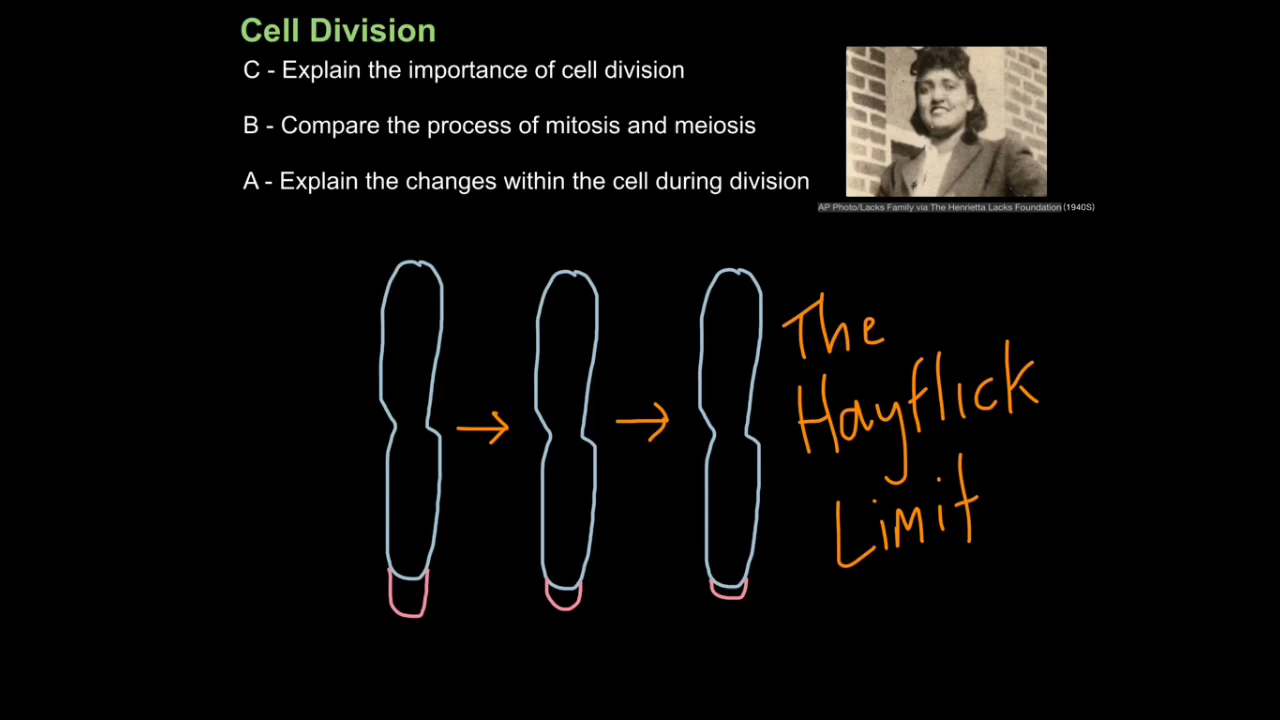 Cell Division
C - Explain the importance of cell division
B - Compare the process of mitosis and meiosis
A - Explain the changes within the cell during division
AP Photo/Lacks Family via The Henrietta Lacks Foundation (1940S)
The
Hayflick
Limit